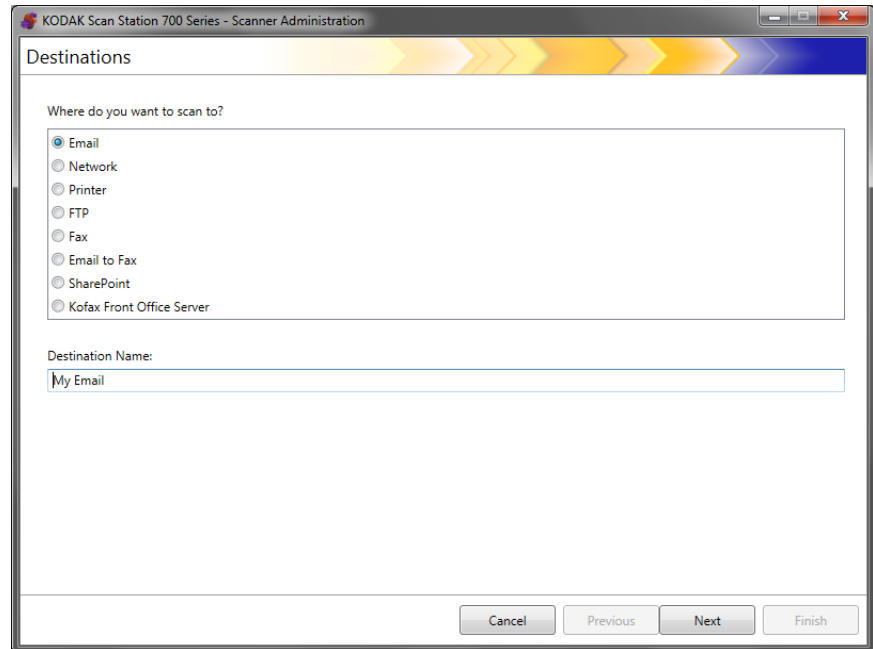 KODAK Scan Station 700 Series - Scanner Administration
Destinations
Where do you want to scan to?
Email
Network
Printer
FTP
Fax
Email to Fax
SharePoint
Kofax Front Office Server
Destination Name:
My Email
Cancel Previous Next Finish